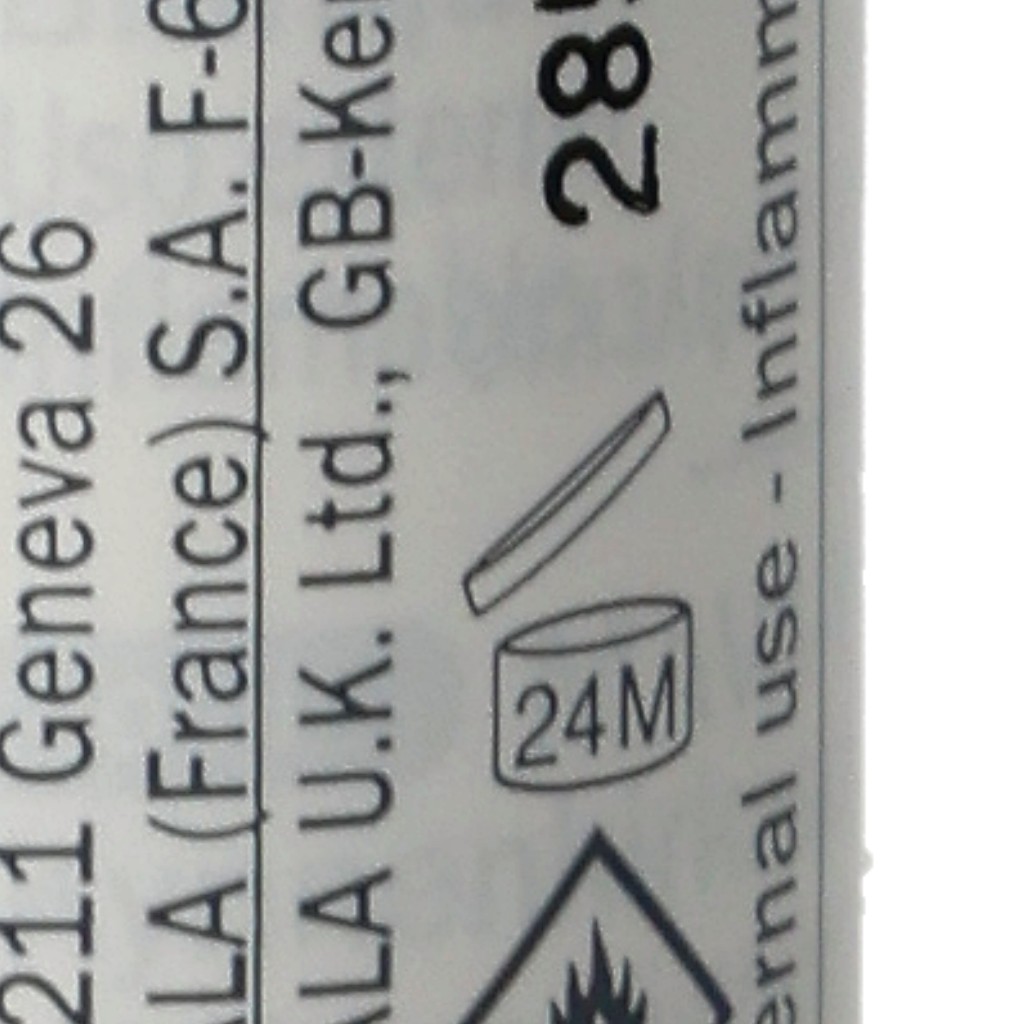 211 Geneva 26
LA (France) S.A. F-6
LA U.K. Ltd., GB-Ke
24M
28
ernal use - Inflamm